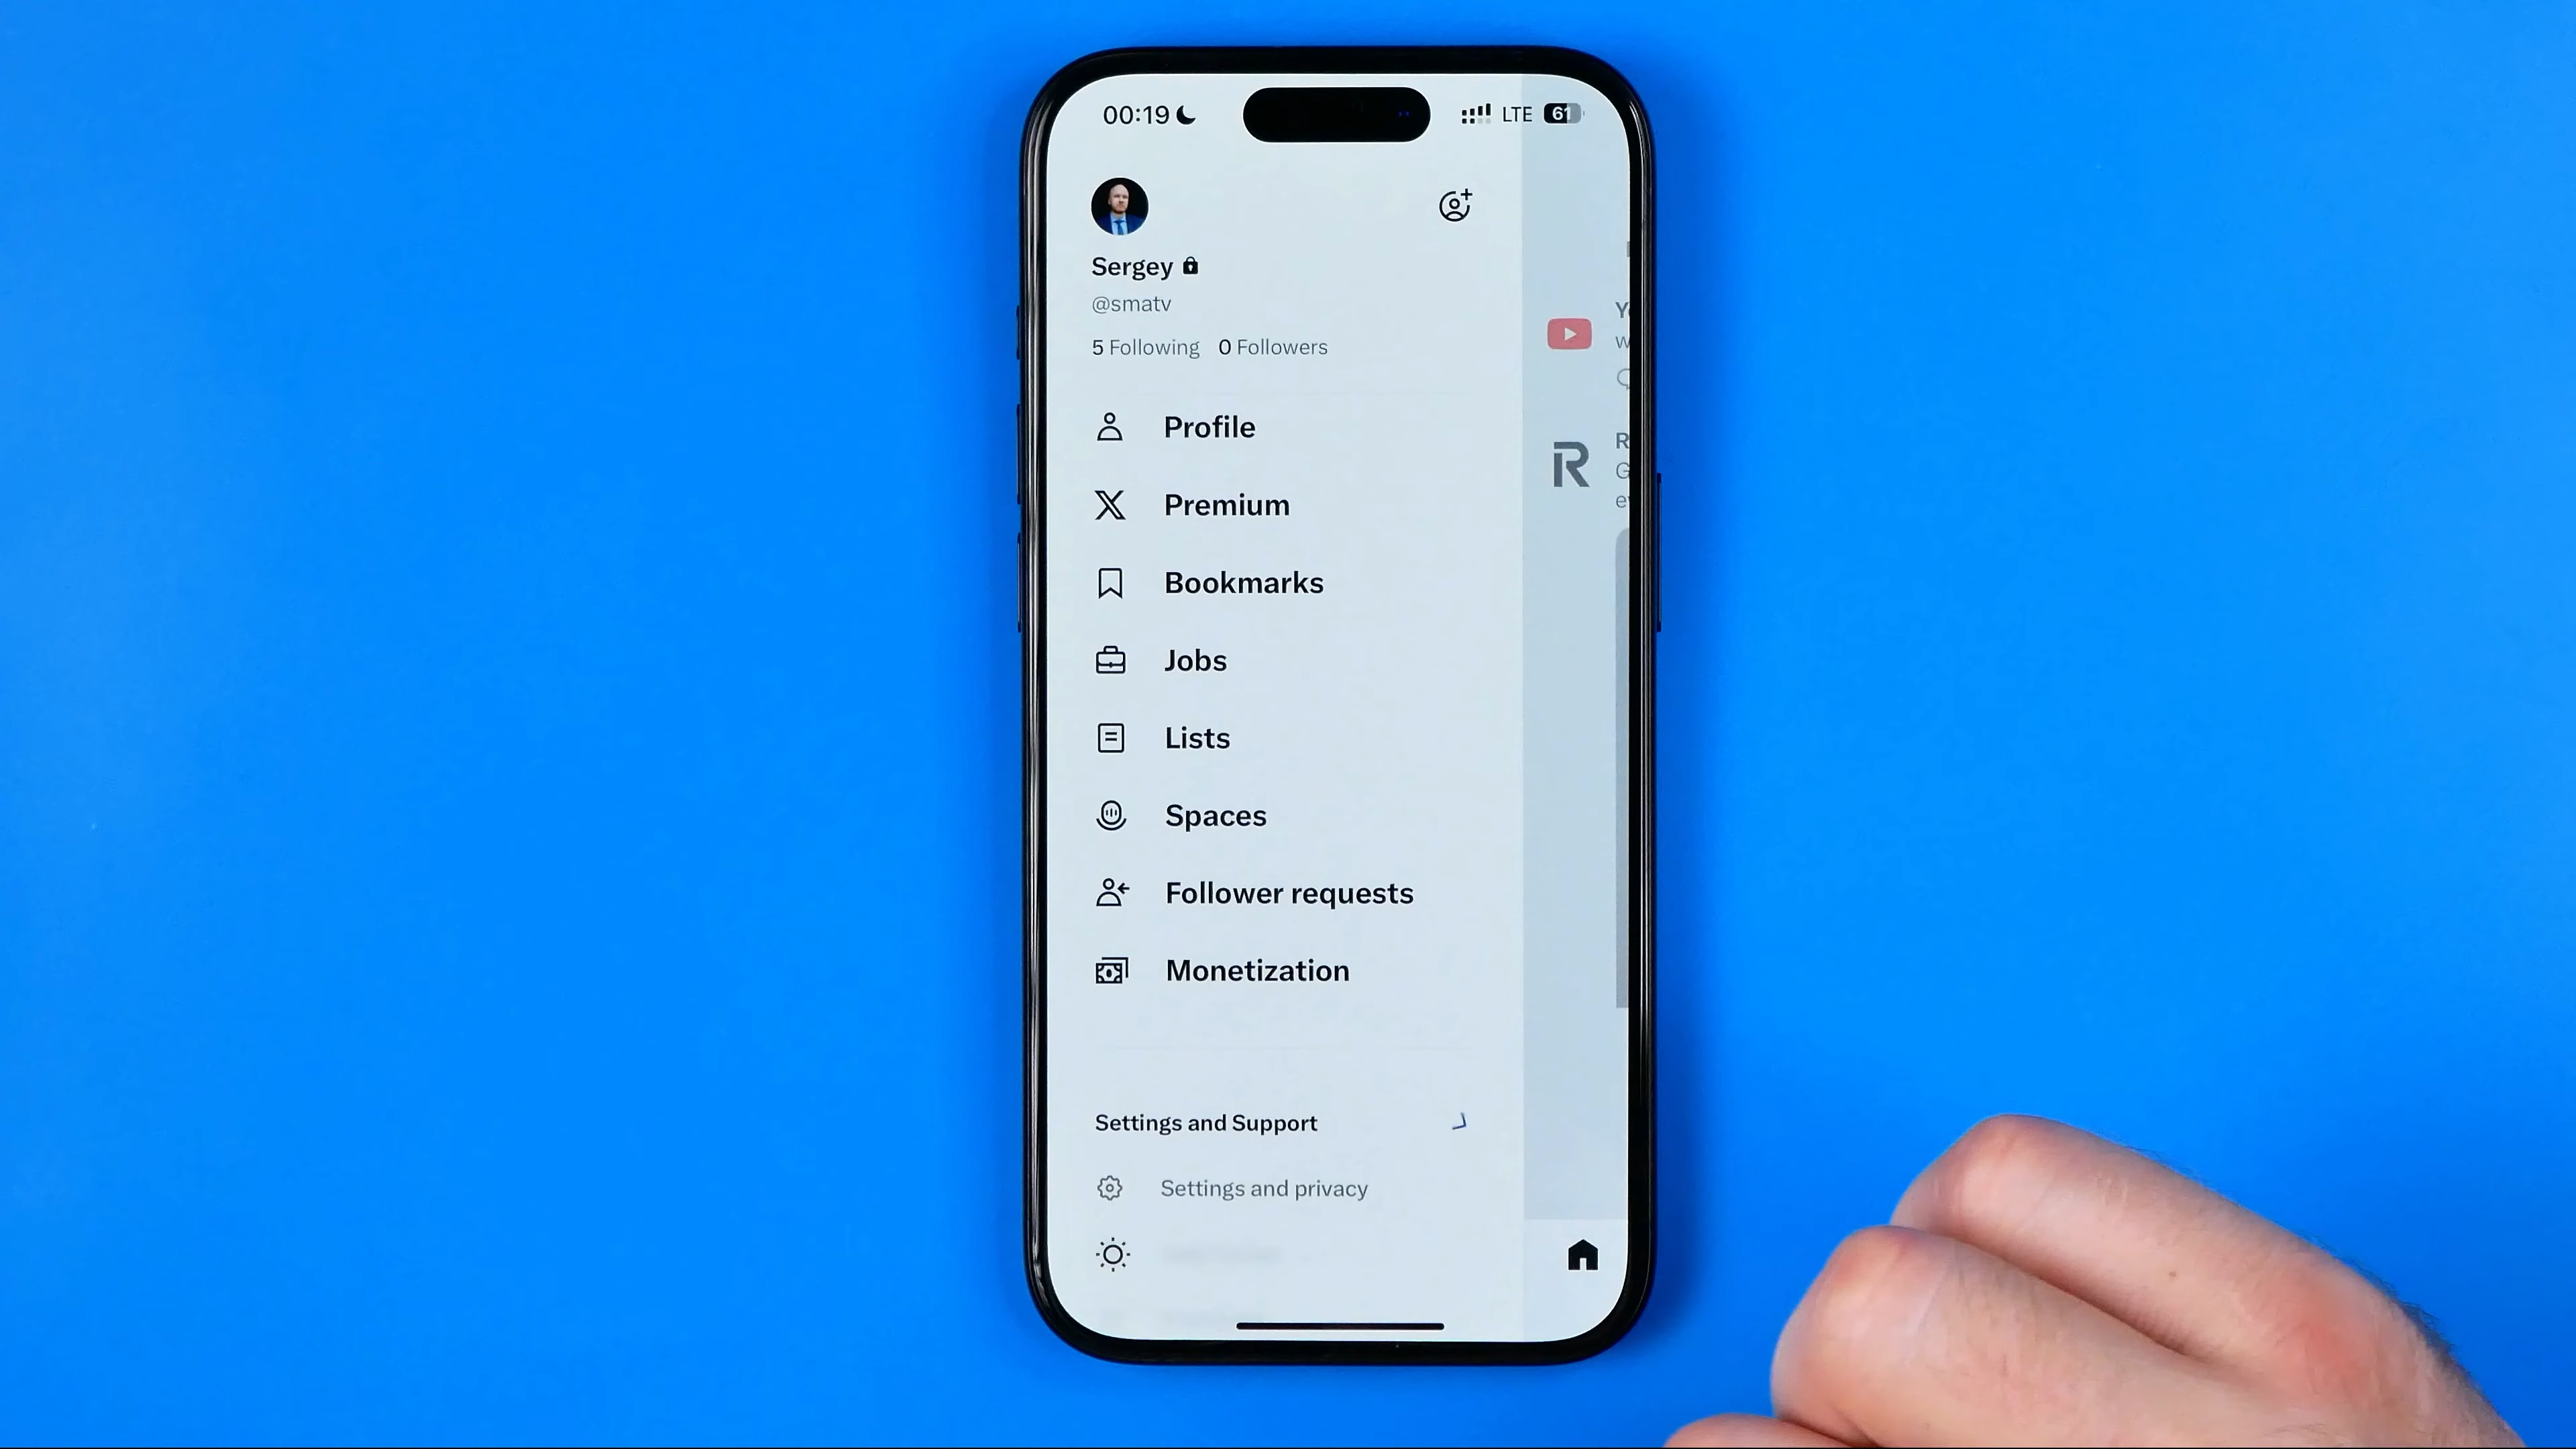 00:19 LTE 61
Sergey
@smatv
5 Following 0 Followers
Profile
Premium
Bookmarks
Jobs
Lists
Spaces
Follower requests
Monetization
Settings and Support
Settings and privacy
R